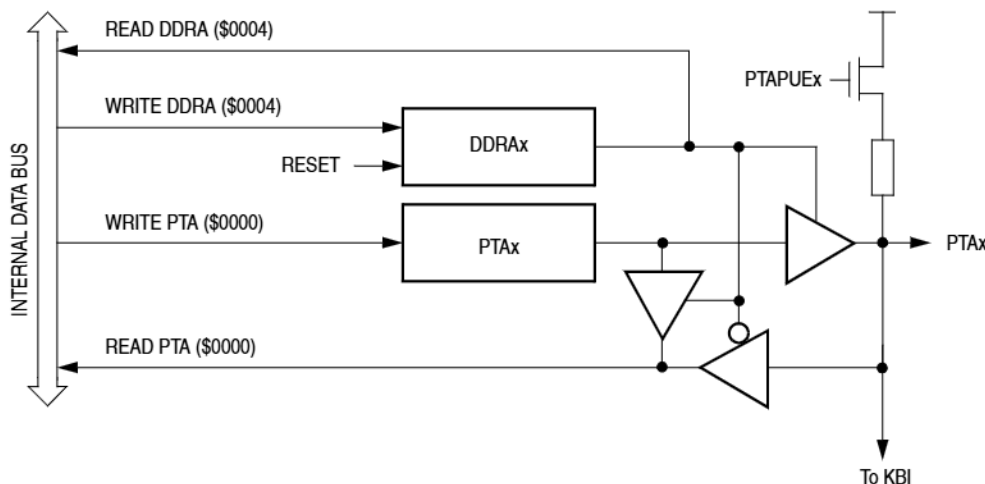 READ DDRA ($0004)
PTAPUEx
WRITE DDRA ($0004)
DDRAx
RESET
INTERNAL DATA BUS
WRITE PTA ($0000)
PTAx
PTAx
READ PTA ($0000)
To KBI